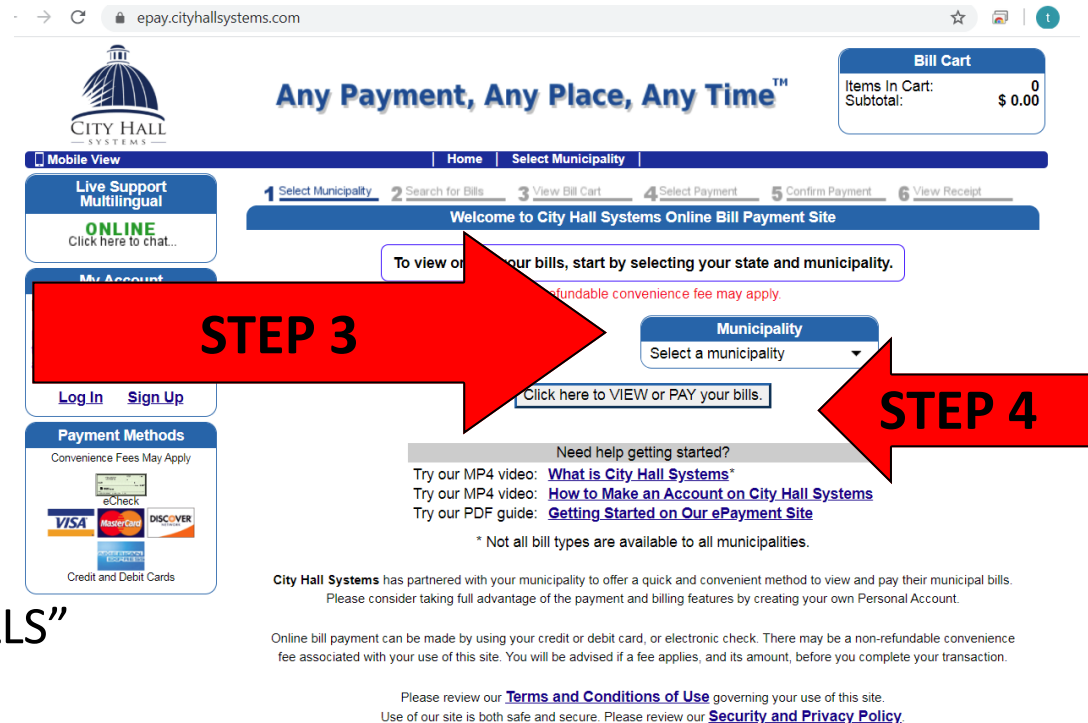 epay.cityhallsystems.com
t
CITY HALL
SYSTEMS
Any Payment, Any Place, Any Time™
Bill Cart
Items In Cart: 0
Subtotal: $ 0.00
Mobile View
Home | Select Municipality
Live Support
Multilingual
ONLINE
Click here to chat...
1 Select Municipality 2 Search for Bills 3 View Bill Cart 4 Select Payment 5 Confirm Payment 6 View Receipt
Welcome to City Hall Systems Online Bill Payment Site
To view or your bills, start by selecting your state and municipality.
convenience fee may apply.
My Account
STEP 3
Municipality
Select a municipality
Log In Sign Up
Click here to VIEW or PAY your bills.
STEP 4
Payment Methods
Convenience Fees May Apply
eCheck
VISA MasterCard DISCOVER
Credit and Debit Cards
Need help getting started?
Try our MP4 video: What is City Hall Systems*
Try our MP4 video: How to Make an Account on City Hall Systems
Try our PDF guide: Getting Started on Our ePayment Site
* Not all bill types are available to all municipalities.
City Hall Systems has partnered with your municipality to offer a quick and convenient method to view and pay their municipal bills.
Please consider taking full advantage of the payment and billing features by creating your own Personal Account.
LS”
Online bill payment can be made by using your credit or debit card, or electronic check. There may be a non-refundable convenience
fee associated with your use of this site. You will be advised if a fee applies, and its amount, before you complete your transaction.
Please review our Terms and Conditions of Use governing your use of this site.
Use of our site is both safe and secure. Please review our Security and Privacy Policy.